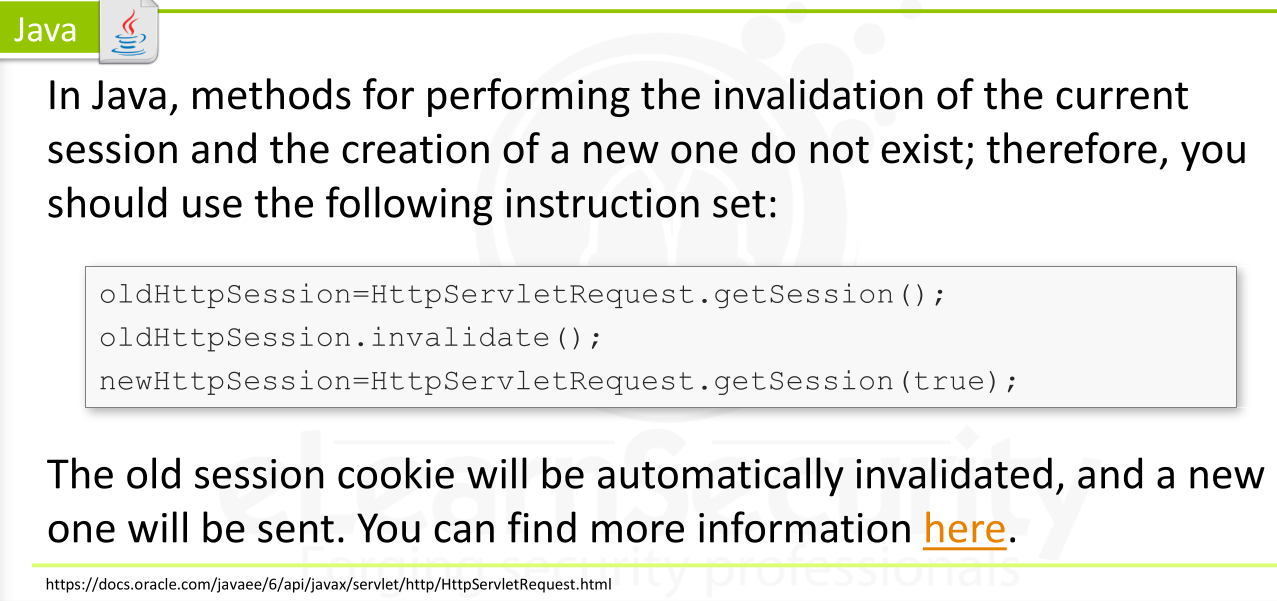 Java
In Java, methods for performing the invalidation of the current
session and the creation of a new one do not exist; therefore, you
should use the following instruction set:
oldHttpSession=HttpServletRequest.getSession();
oldHttpSession.invalidate();
newHttpSession=HttpServletRequest.getSession(true);
eLearnSecurity
The old session cookie will be automatically invalidated, and a new
one will be sent. You can find more information here.
Forging security professionals
https://docs.oracle.com/javaee/6/api/javax/servlet/http/HttpServletRequest.html